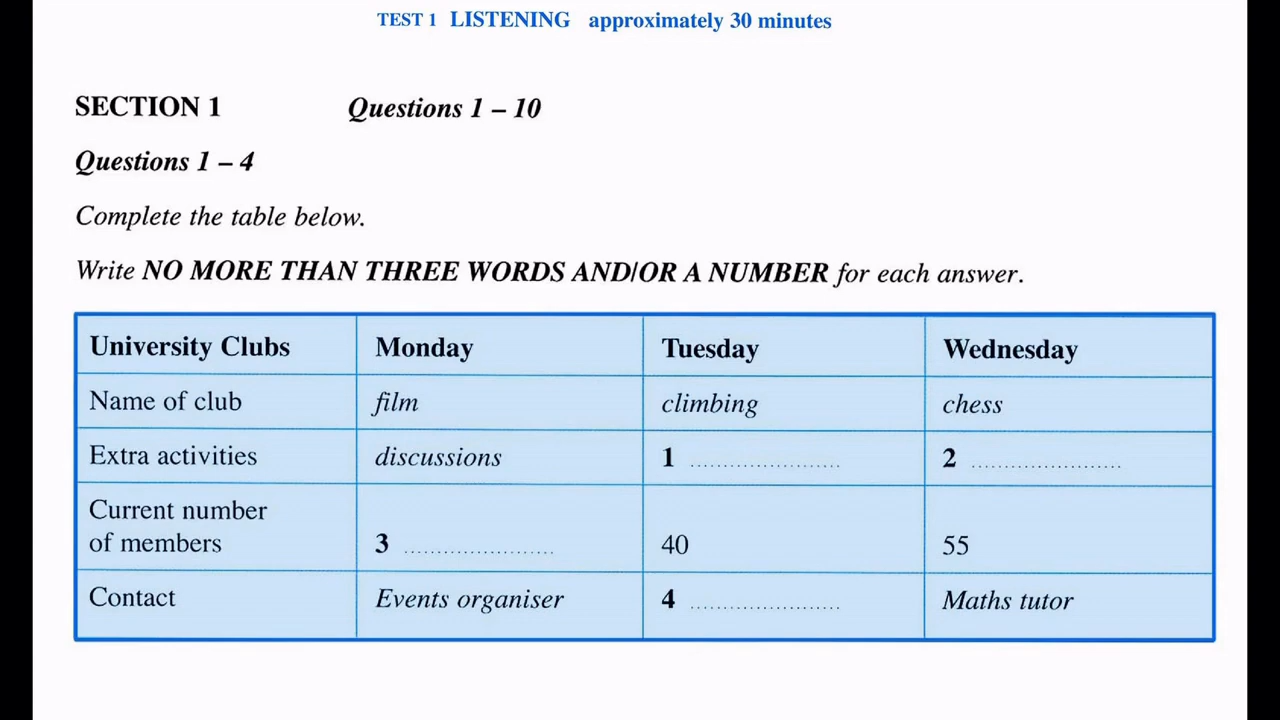 TEST 1 LISTENING approximately 30 minutes
SECTION 1 Questions 1 – 10
Questions 1 – 4
Complete the table below.
Write NO MORE THAN THREE WORDS AND/OR A NUMBER for each answer.
University Clubs Monday Tuesday Wednesday
Name of club film climbing chess
Extra activities discussions 1 ........................ 2 ........................
Current number
of members 3 ........................ 40 55
Contact Events organiser 4 ........................ Maths tutor